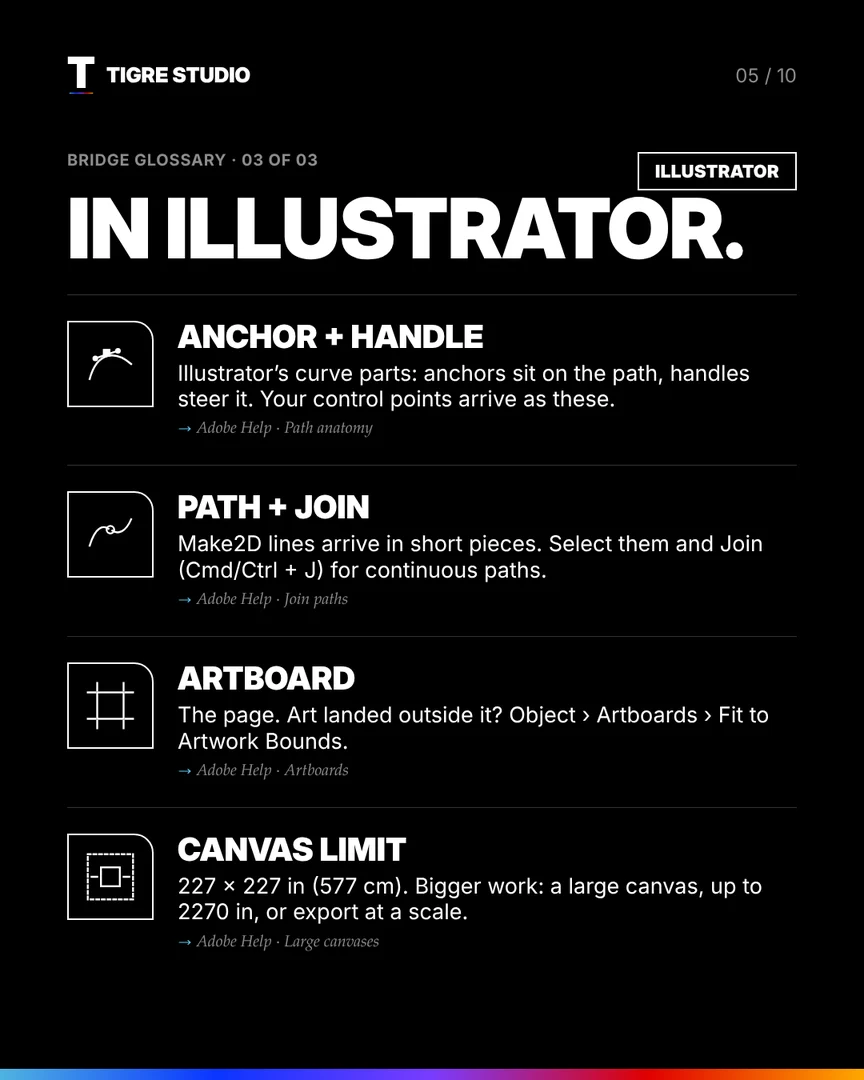 T TIGRE STUDIO
05 / 10
BRIDGE GLOSSARY · 03 OF 03
ILLUSTRATOR
IN ILLUSTRATOR.
ANCHOR + HANDLE
Illustrator’s curve parts: anchors sit on the path, handles
steer it. Your control points arrive as these.
→ Adobe Help · Path anatomy
PATH + JOIN
Make2D lines arrive in short pieces. Select them and Join
(Cmd/Ctrl + J) for continuous paths.
→ Adobe Help · Join paths
ARTBOARD
The page. Art landed outside it? Object › Artboards › Fit to
Artwork Bounds.
→ Adobe Help · Artboards
CANVAS LIMIT
227 × 227 in (577 cm). Bigger work: a large canvas, up to
2270 in, or export at a scale.
→ Adobe Help · Large canvases